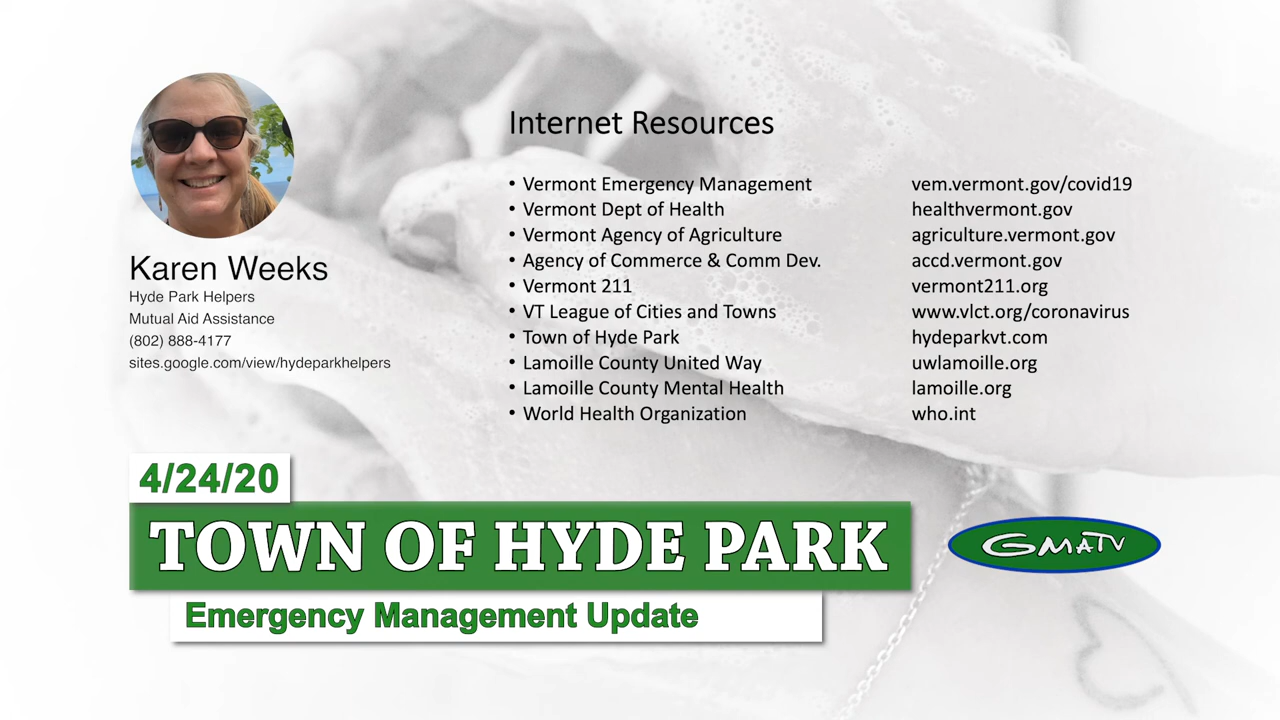 Karen Weeks
Hyde Park Helpers
Mutual Aid Assistance
(802) 888-4177
sites.google.com/view/hydeparkhelpers
Internet Resources
• Vermont Emergency Management vem.vermont.gov/covid19
• Vermont Dept of Health healthvermont.gov
• Vermont Agency of Agriculture agriculture.vermont.gov
• Agency of Commerce & Comm Dev. accd.vermont.gov
• Vermont 211 vermont211.org
• VT League of Cities and Towns www.vlct.org/coronavirus
• Town of Hyde Park hydeparkvt.com
• Lamoille County United Way uwlamoille.org
• Lamoille County Mental Health lamoille.org
• World Health Organization who.int
4/24/20
TOWN OF HYDE PARK
GMATV
Emergency Management Update